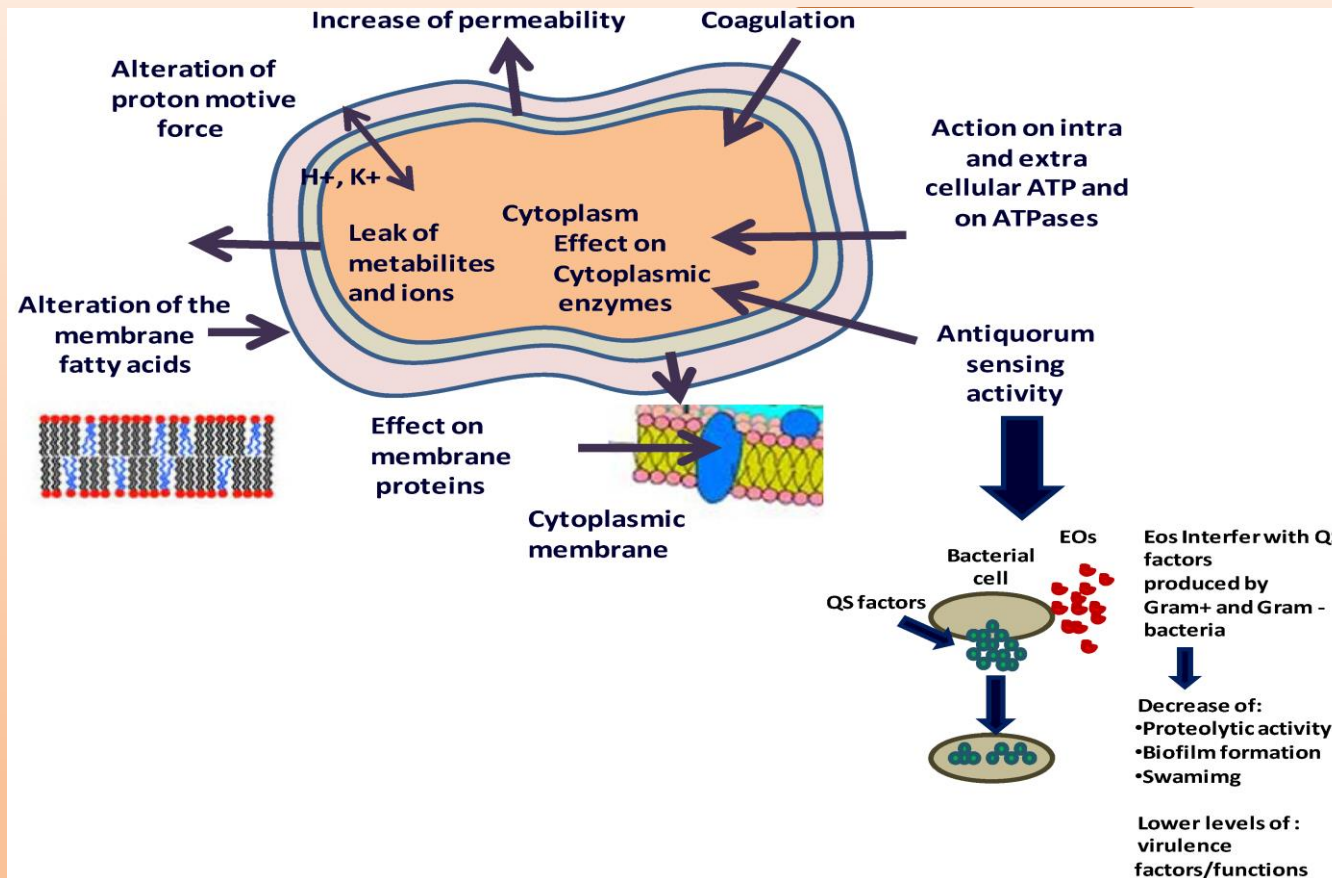 Increase of permeability
Coagulation
Alteration of
proton motive
force
H+, K+
Leak of
metabilites
and ions
Cytoplasm
Effect on
Cytoplasmic
enzymes
Action on intra
and extra
cellular ATP and
on ATPases
Alteration of the
membrane
fatty acids
Effect on
membrane
proteins
Cytoplasmic
membrane
Antiquorum
sensing
activity
Bacterial
cell
EOs
QS factors
Eos Interfer with QS
factors
produced by
Gram+ and Gram -
bacteria
Decrease of:
•Proteolytic activity
•Biofilm formation
•Swamimg
Lower levels of :
virulence
factors/functions